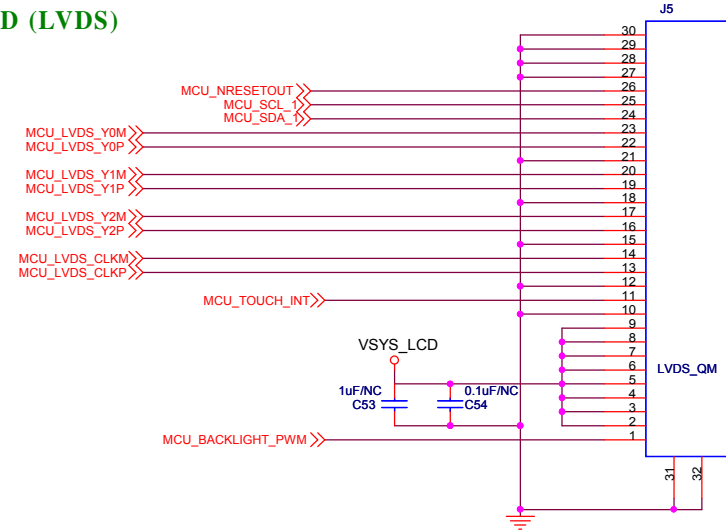 D (LVDS)
J5
30
29
28
27
MCU_NRESETOUT 26
MCU_SCL_1 25
MCU_SDA_1 24
MCU_LVDS_Y0M 23
MCU_LVDS_Y0P 22
21
MCU_LVDS_Y1M 20
MCU_LVDS_Y1P 19
18
MCU_LVDS_Y2M 17
MCU_LVDS_Y2P 16
15
MCU_LVDS_CLKM 14
MCU_LVDS_CLKP 13
12
MCU_TOUCH_INT 11
10
9
8
VSYS_LCD 7
6 LVDS_QM
5
1uF/NC 0.1uF/NC 4
C53 C54 3
2
MCU_BACKLIGHT_PWM 1
31 32